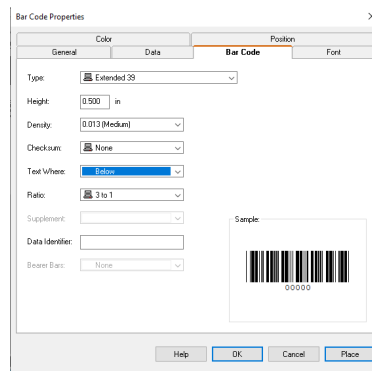 Bar Code Properties
Color Position
General Data Bar Code Font
Type: Extended 39
Height: 0.500 in
Density: 0.013 (Medium)
Checksum: None
Text Where: Below
Ratio: 3 to 1
Supplement:
Sample:
Data Identifier:
Bearer Bars: None
00000
Help OK Cancel Place